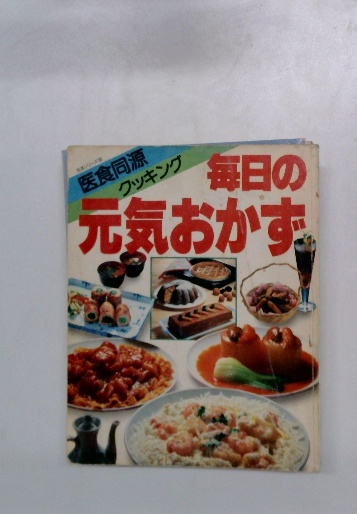 医食同源
クッキング
毎日の
元気おかず